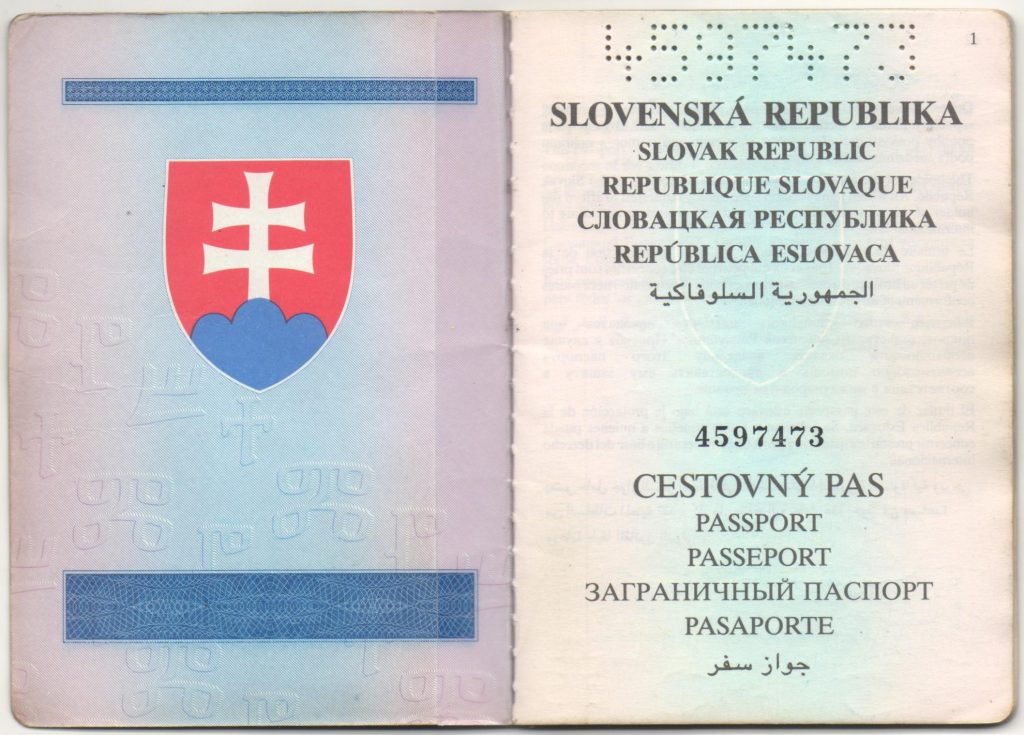 4597473
1
SLOVENSKÁ REPUBLIKA
SLOVAK REPUBLIC
REPUBLIQUE SLOVAQUE
СЛОВАЦКАЯ РЕСПУБЛИКА
REPÚBLICA ESLOVACA
الجمهورية السلوفاكية
4597473
CESTOVNÝ PAS
PASSPORT
PASSEPORT
ЗАГРАНИЧНЫЙ ПАСПОРТ
PASAPORTE
جواز سفر